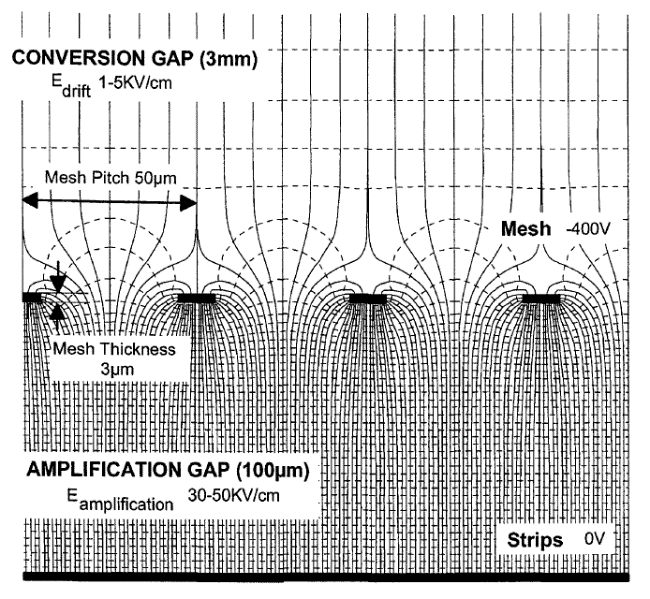 CONVERSION GAP (3mm)
Edrift 1-5KV/cm
Mesh Pitch 50μm
Mesh -400V
Mesh Thickness
3μm
AMPLIFICATION GAP (100μm)
Eamplification 30-50KV/cm
Strips 0V